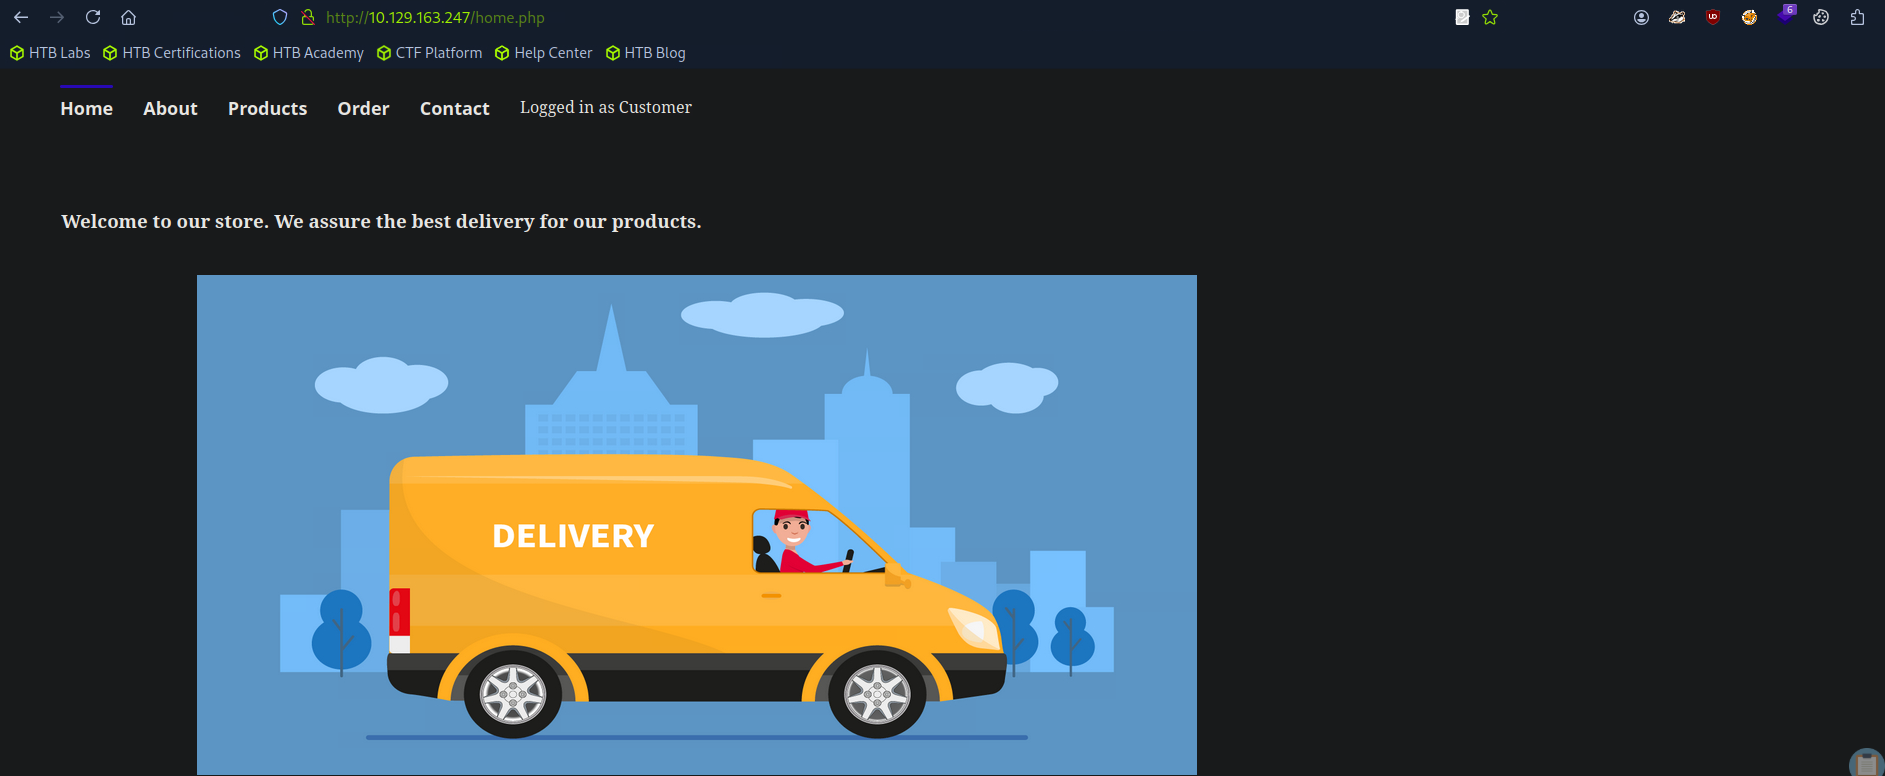 http://10.129.163.247/home.php
6
HTB Labs HTB Certifications HTB Academy CTF Platform Help Center HTB Blog
Home About Products Order Contact Logged in as Customer
Welcome to our store. We assure the best delivery for our products.
DELIVERY